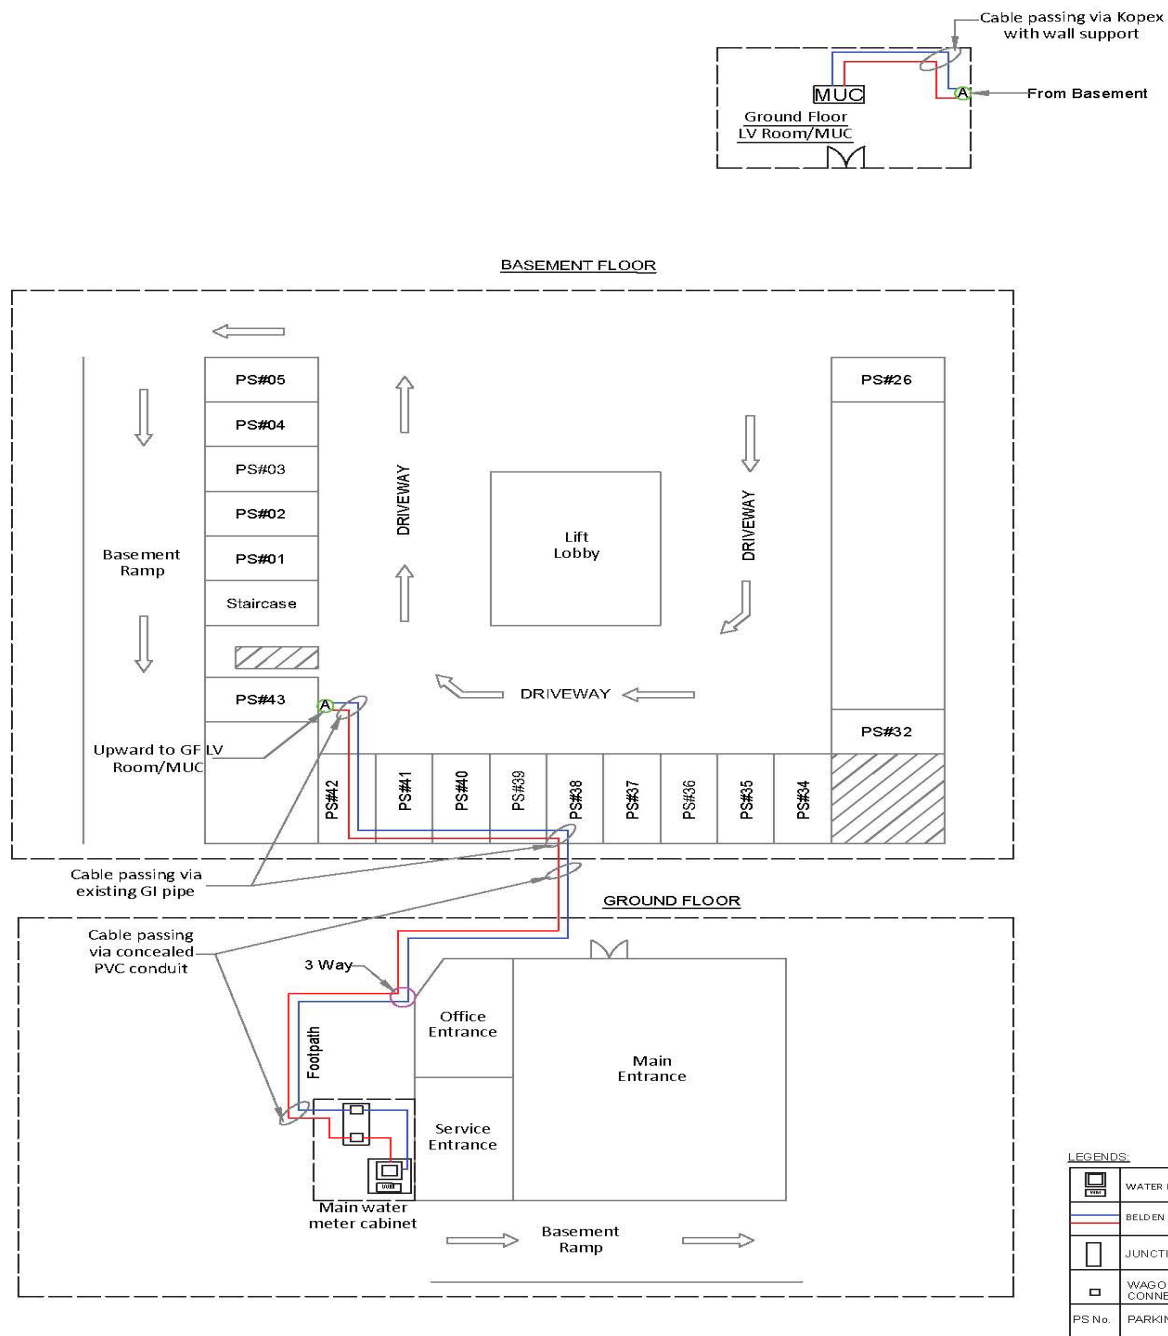 Cable passing via Kopex
with wall support
MUC
A
From Basement
Ground Floor
LV Room/MUC
BASEMENT FLOOR
PS#05
PS#04
PS#03
PS#02
PS#01
Staircase
Basement
Ramp
DRIVEWAY
Lift
Lobby
DRIVEWAY
PS#26
PS#43
A
DRIVEWAY
PS#32
Upward to GF LV
Room/MUC
PS#42
PS#41
PS#40
PS#39
PS#38
PS#37
PS#36
PS#35
PS#34
Cable passing via
existing GI pipe
GROUND FLOOR
Cable passing
via concealed
PVC conduit
3 Way
Office
Entrance
Footpath
Main
Entrance
Service
Entrance
Main water
meter cabinet
Basement
Ramp
LEGENDS:
WATER
BELDEN
JUNCTI
WAGO
CONNE
PS No.
PARKIN